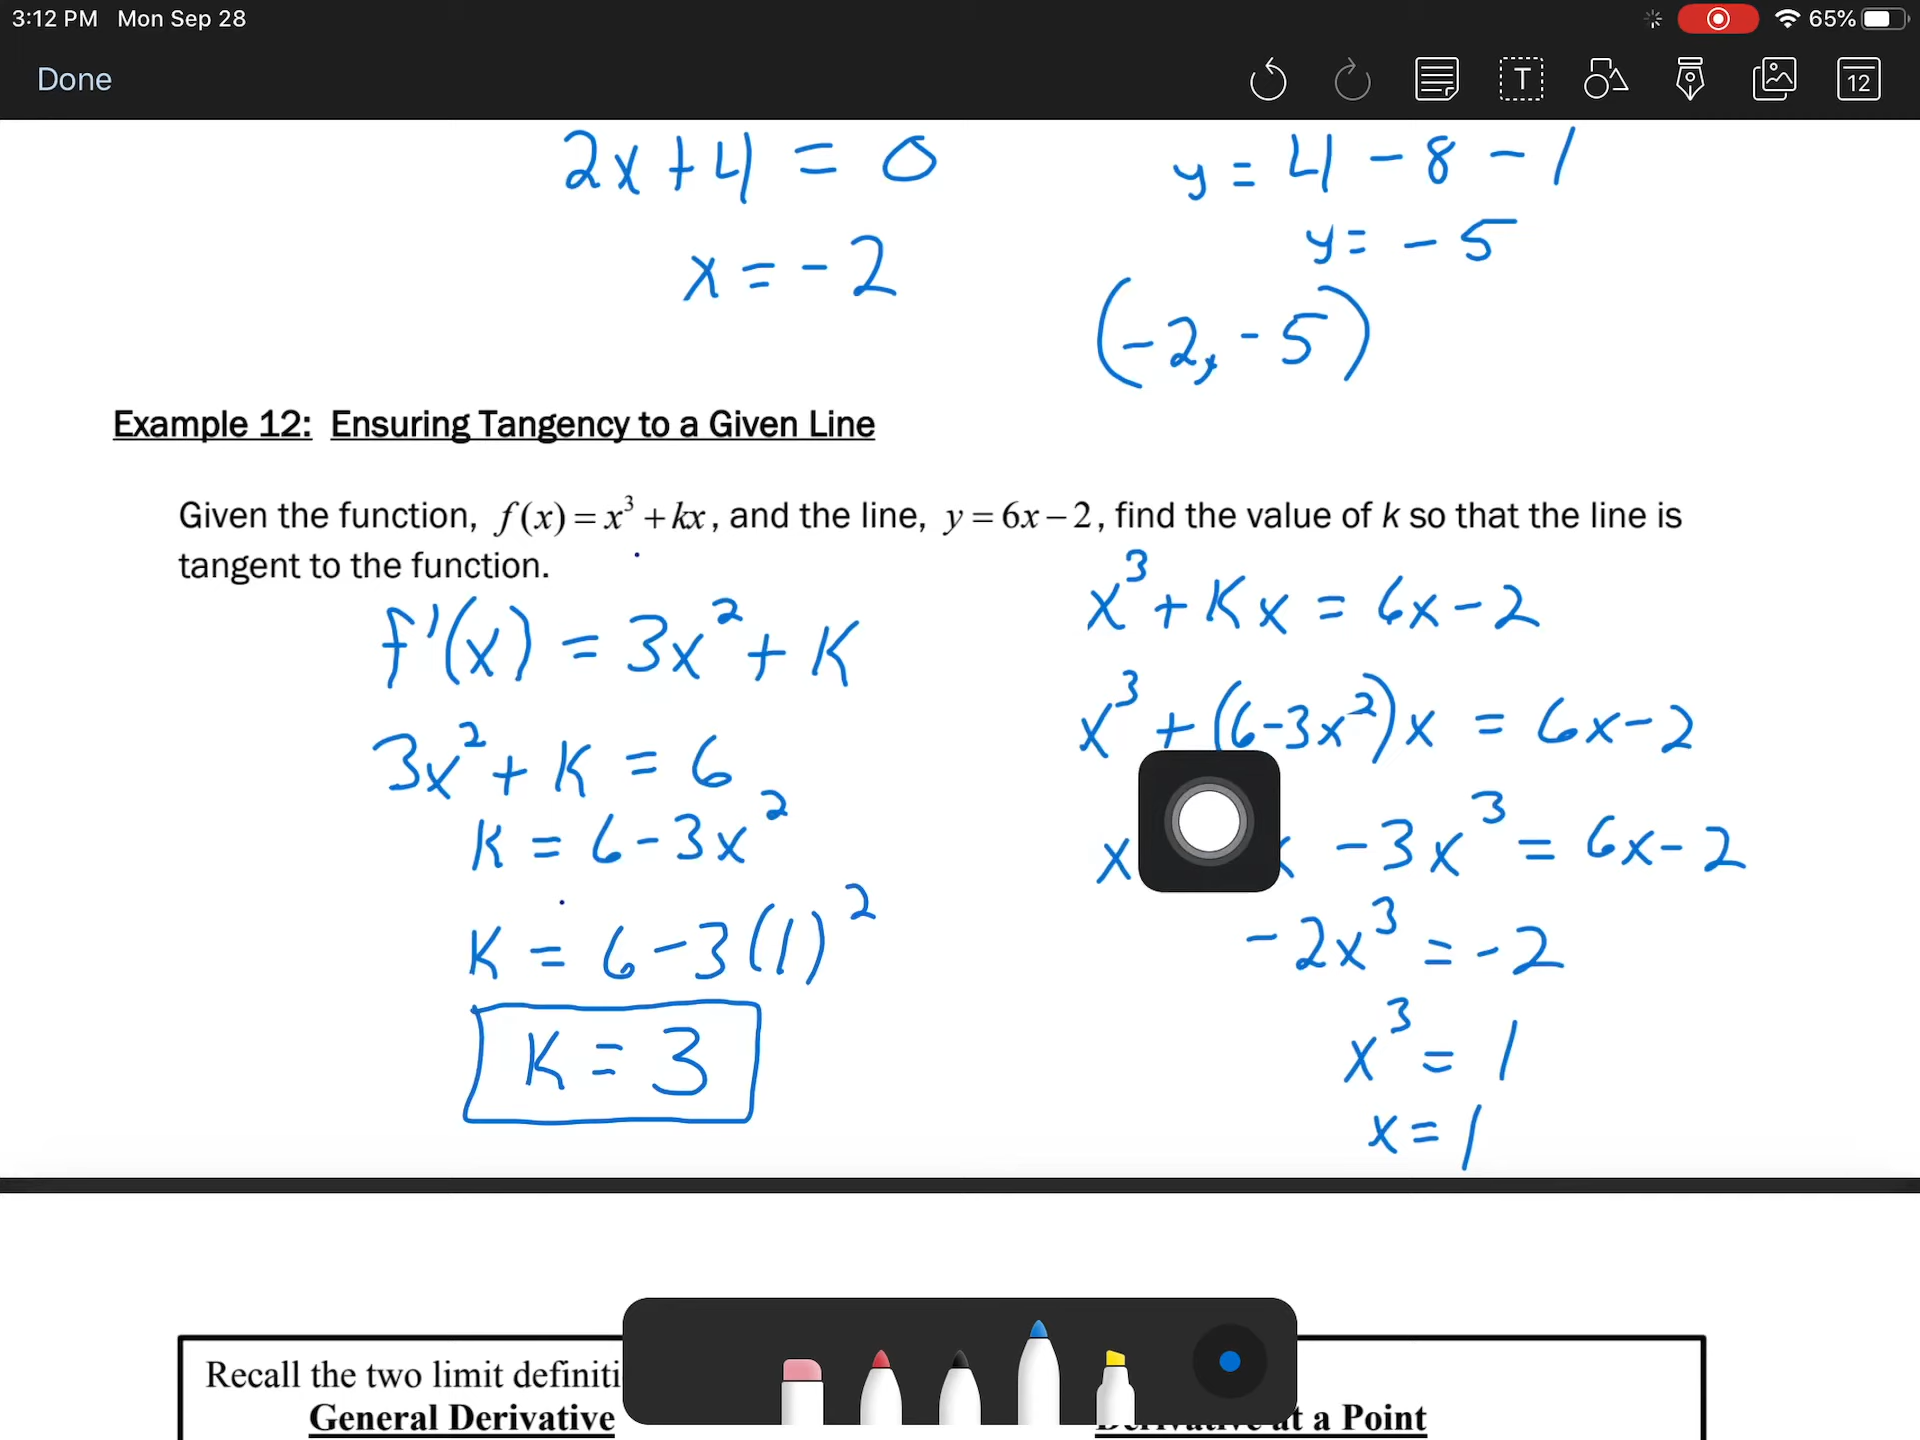 3:12 PM Mon Sep 28
65%
Done
T
12
2x + 4 = 0
x = -2
y = 4 - 8 - 1
y = -5
(-2, -5)
Example 12: Ensuring Tangency to a Given Line
Given the function, f(x) = x³ + kx, and the line, y = 6x − 2, find the value of k so that the line is
tangent to the function.
f'(x) = 3x² + K
3x² + K = 6
K = 6 - 3x²
K = 6 - 3(1)²
K = 3
x³ + Kx = 6x - 2
x³ + (6 - 3x²)x = 6x - 2
x - 3x³ = 6x - 2
-2x³ = -2
x³ = 1
x = 1
Recall the two limit definiti
General Derivative
Derivative at a Point